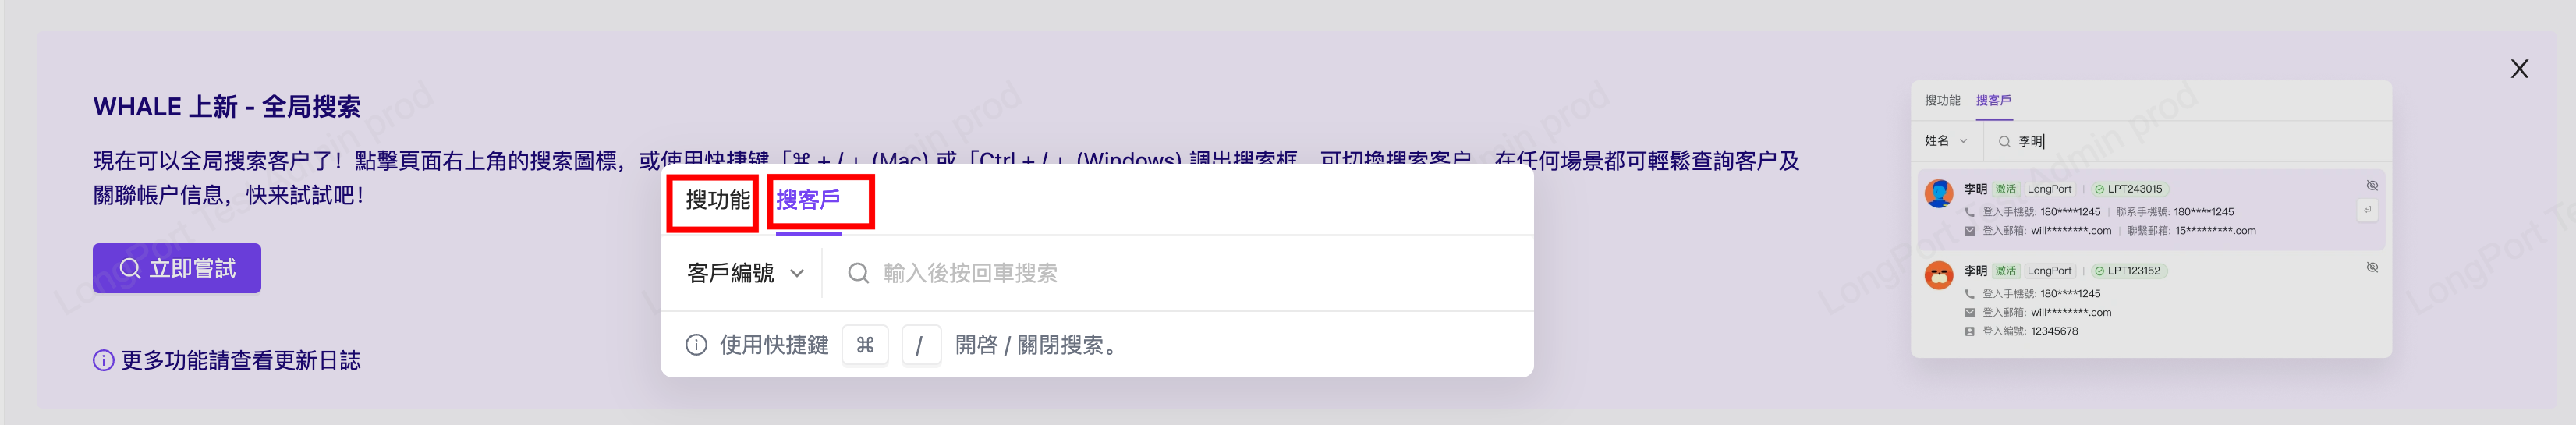 WHALE 上新 - 全局搜索
現在可以全局搜索客户了！點擊頁面右上角的搜索圖標，或使用快捷鍵「⌘ + / 」(Mac) 或「Ctrl + / 」(Windows) 調出搜索框，可切換搜索客户，在任何場景都可輕鬆查詢客户及
關聯帳户信息，快来試試吧！
立即嘗試
更多功能請查看更新日誌
搜功能 搜客戶
客戶編號 輸入後按回車搜索
使用快捷鍵 ⌘ / 開啓 / 關閉搜索。
X
搜功能 搜客戶
姓名 李明
李明 激活 LongPort LPT243015
登入手機號: 180****1245 | 聯系手機號: 180****1245
登入郵箱: will********.com | 聯繫郵箱: 15*********.com
李明 激活 LongPort LPT123152
登入手機號: 180****1245
登入郵箱: will********.com
登入編號: 12345678
LongPort Test Admin prod